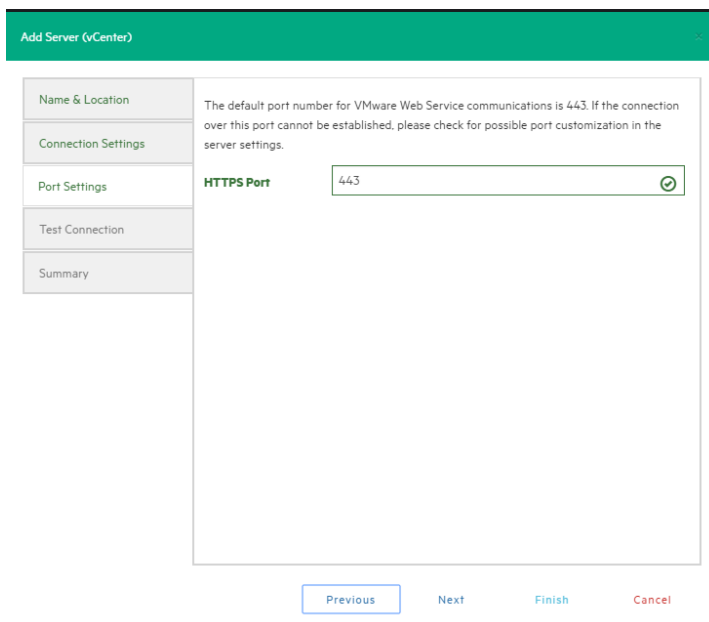 Add Server (vCenter)
Name & Location
Connection Settings
Port Settings
Test Connection
Summary
The default port number for VMware Web Service communications is 443. If the connection
over this port cannot be established, please check for possible port customization in the
server settings.
HTTPS Port
443
Previous
Next
Finish
Cancel